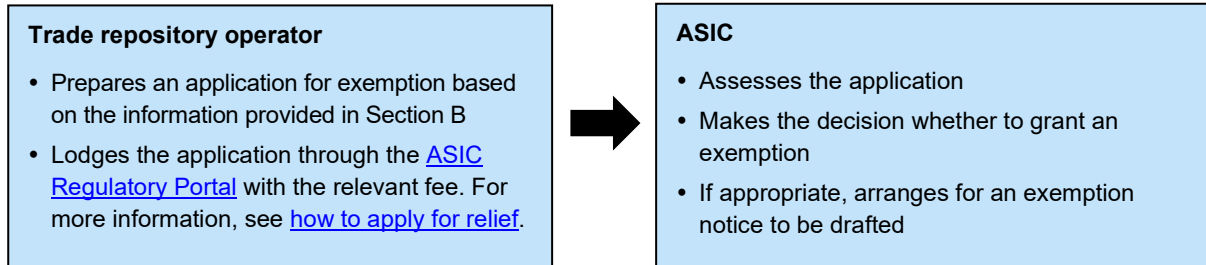 Trade repository operator
• Prepares an application for exemption based
on the information provided in Section B
• Lodges the application through the ASIC
Regulatory Portal with the relevant fee. For
more information, see how to apply for relief.
ASIC
• Assesses the application
• Makes the decision whether to grant an
exemption
• If appropriate, arranges for an exemption
notice to be drafted